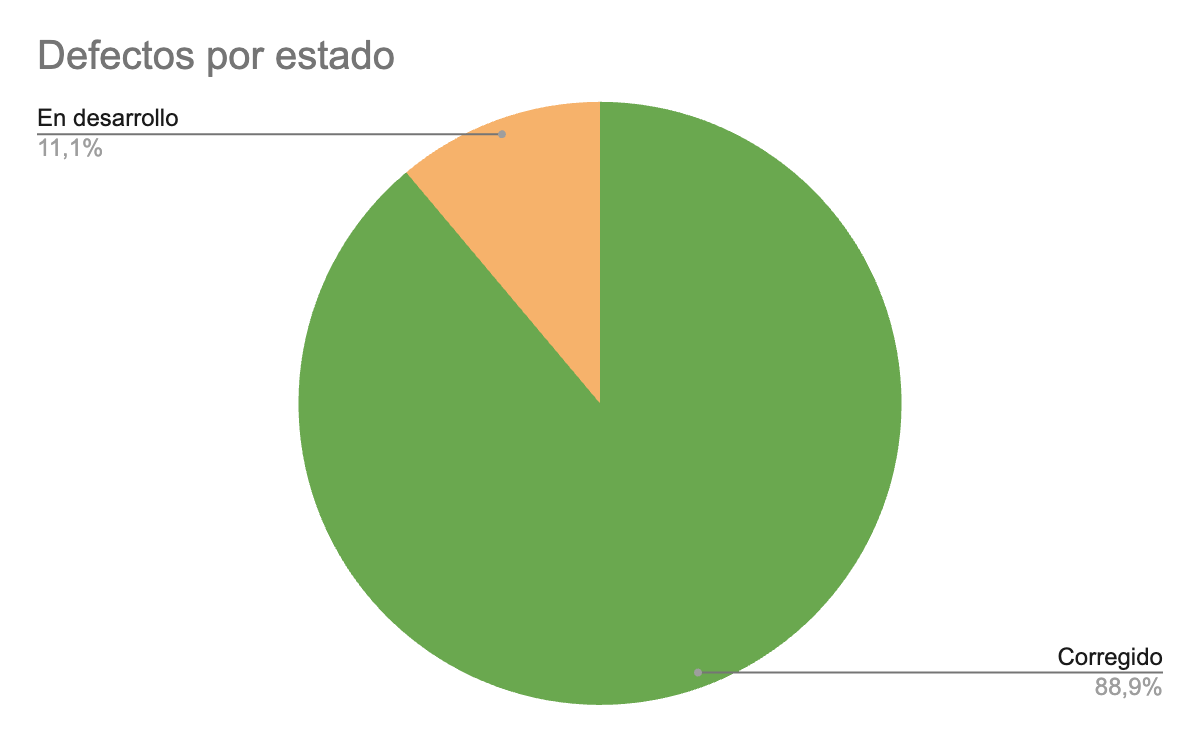 Defectos por estado
En desarrollo
11,1%
Corregido
88,9%